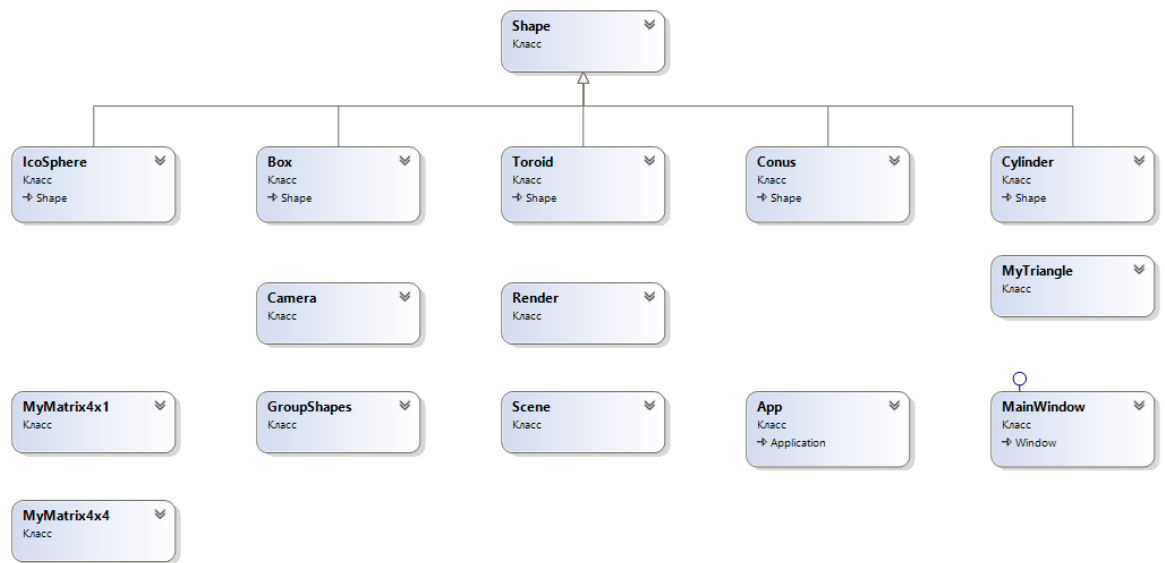 Shape
Класс
IcoSphere
Класс
Shape
Box
Класс
Shape
Toroid
Класс
Shape
Conus
Класс
Shape
Cylinder
Класс
Shape
MyTriangle
Класс
Camera
Класс
Render
Класс
MyMatrix4x1
Класс
GroupShapes
Класс
Scene
Класс
App
Класс
Application
MainWindow
Класс
Window
MyMatrix4x4
Класс